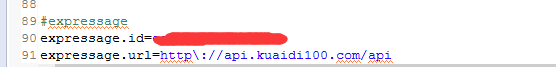 88
89 #expressage
90 expressage.id=
91 expressage.url=http\://api.kuaidi100.com/api